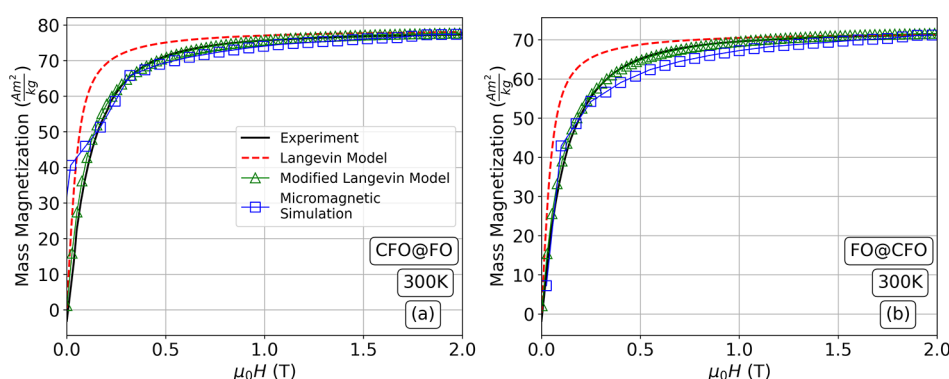 80
70
60
50
40
30
20
10
0
Mass Magnetization (Am²/kg)
Experiment
Langevin Model
Modified Langevin Model
Micromagnetic
Simulation
CFO@FO
300K
(a)
0.0 0.5 1.0 1.5 2.0
μ₀H (T)
70
60
50
40
30
20
10
0
Mass Magnetization (Am²/kg)
FO@CFO
300K
(b)
0.0 0.5 1.0 1.5 2.0
μ₀H (T)